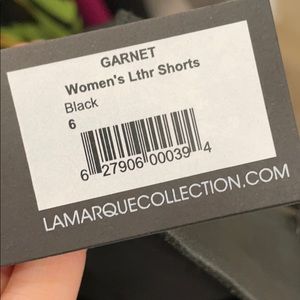 GARNET
Women's Lthr Shorts
Black
6
6 27906 00039 4
LAMARQUECOLLECTION.COM